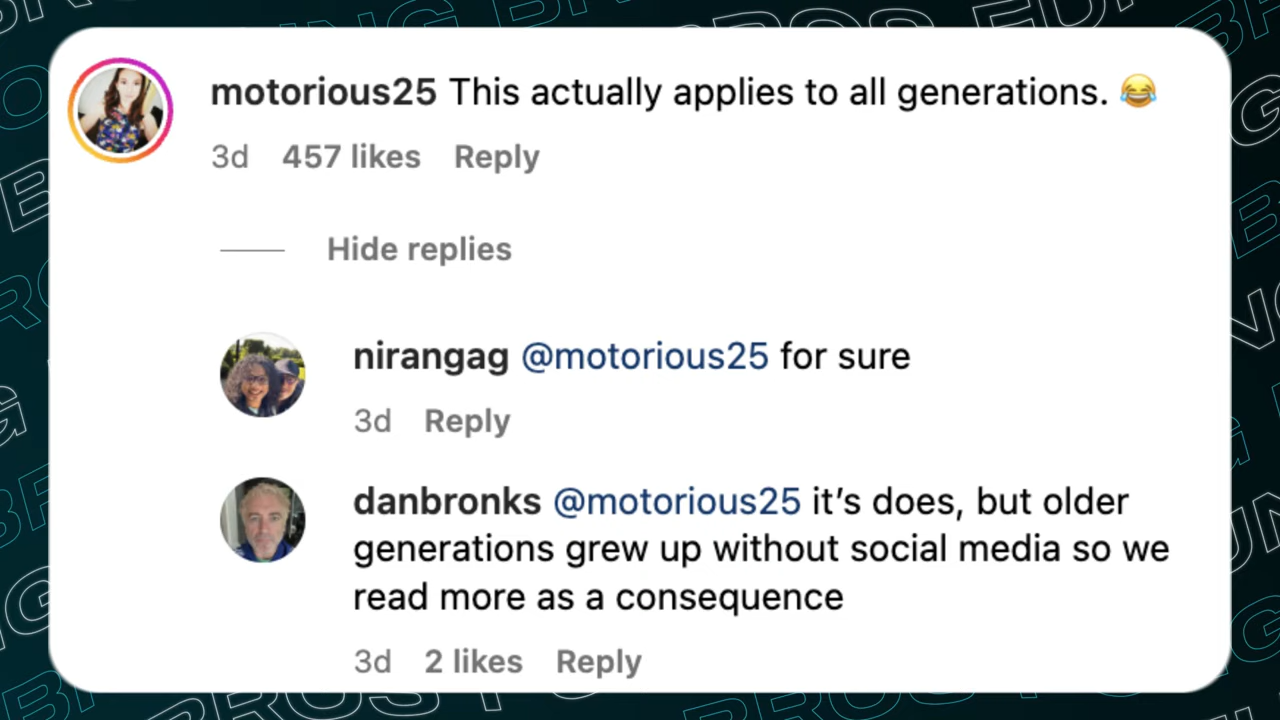 motorious25 This actually applies to all generations. 😂
3d 457 likes Reply
Hide replies
nirangag @motorious25 for sure
3d Reply
danbronks @motorious25 it’s does, but older
generations grew up without social media so we
read more as a consequence
3d 2 likes Reply